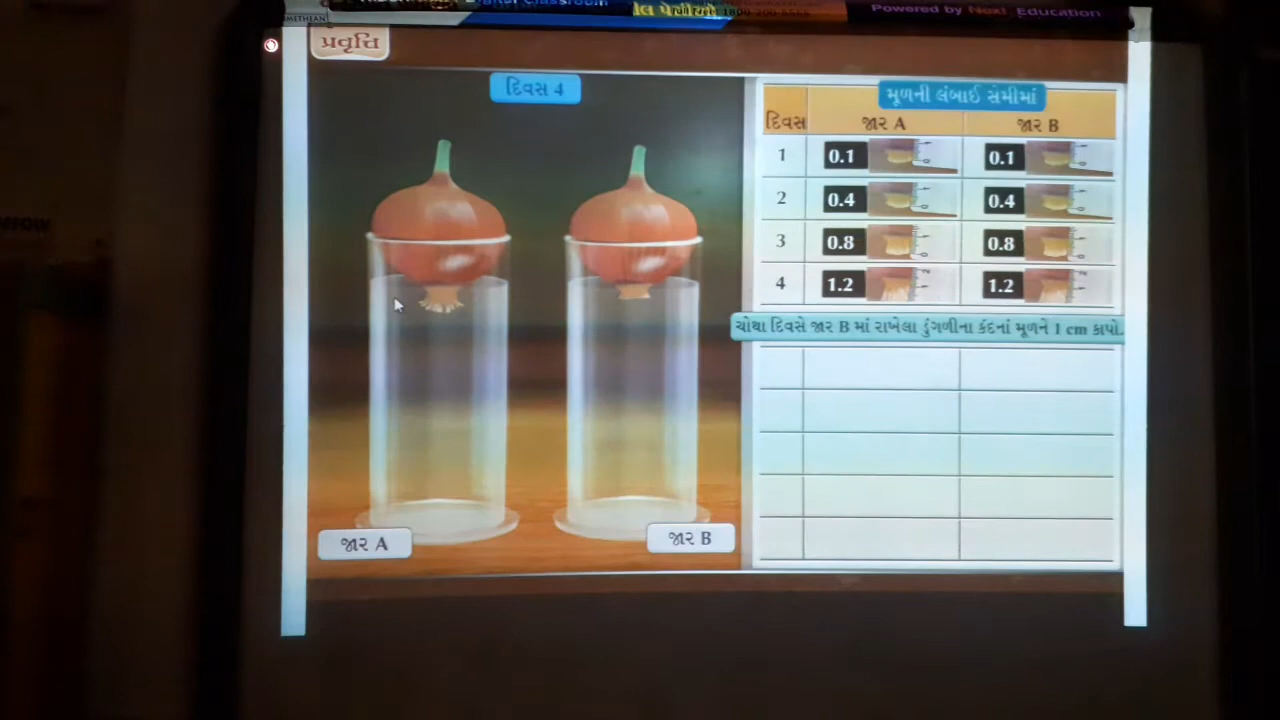 Powered by Next Education
પ્રવૃત્તિ
દિવસ 4
મૂળની લંબાઈ સેમીમાં
દિવસ જાર A જાર B
1 0.1 0.1
2 0.4 0.4
3 0.8 0.8
4 1.2 1.2
ચોથા દિવસે જાર B માં રાખેલા ડુંગળીના કંદનાં મૂળને 1 cm કાપો.
જાર A
જાર B